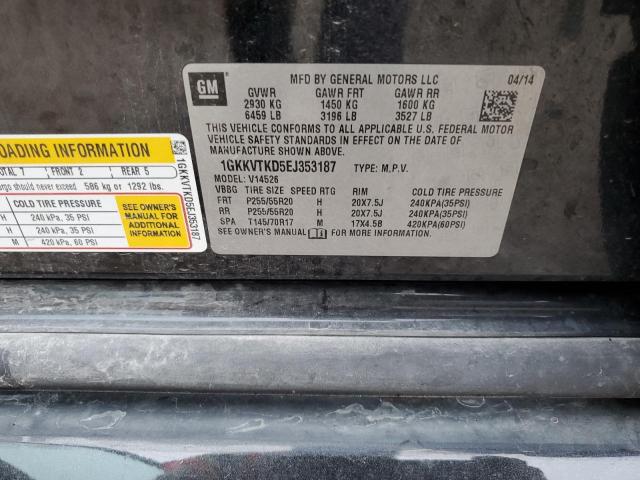 GM
MFD BY GENERAL MOTORS LLC 04/14
GVWR GAWR FRT GAWR RR
2930 KG 1450 KG 1600 KG
6459 LB 3196 LB 3527 LB
THIS VEHICLE CONFORMS TO ALL APPLICABLE U.S. FEDERAL MOTOR
VEHICLE SAFETY STANDARDS IN EFFECT ON THE DATE OF
MANUFACTURE SHOWN ABOVE.
1GKKVTKD5EJ353187 TYPE: M.P.V.
MODEL: V14526
VBBG TIRE SIZE SPEED RTG RIM COLD TIRE PRESSURE
FRT P255/55R20 H 20X7.5J 240KPA(35PSI)
RR P255/55R20 H 20X7.5J 240KPA(35PSI)
SPA T145/70R17 M 17X4.5B 420KPA(60PSI)
SEE OWNER'S MANUAL FOR MORE INFORMATION.
OADING INFORMATION
TAL 7 FRONT 2 REAR 5
should never exceed 586 kg or 1292 lbs.
COLD TIRE PRESSURE
H 240 kPa, 35 PSI
H 240 kPa, 35 PSI
M 420 kPa, 60 PSI
SEE OWNER'S
MANUAL FOR
ADDITIONAL
INFORMATION
1GKKVTKD5EJ353187